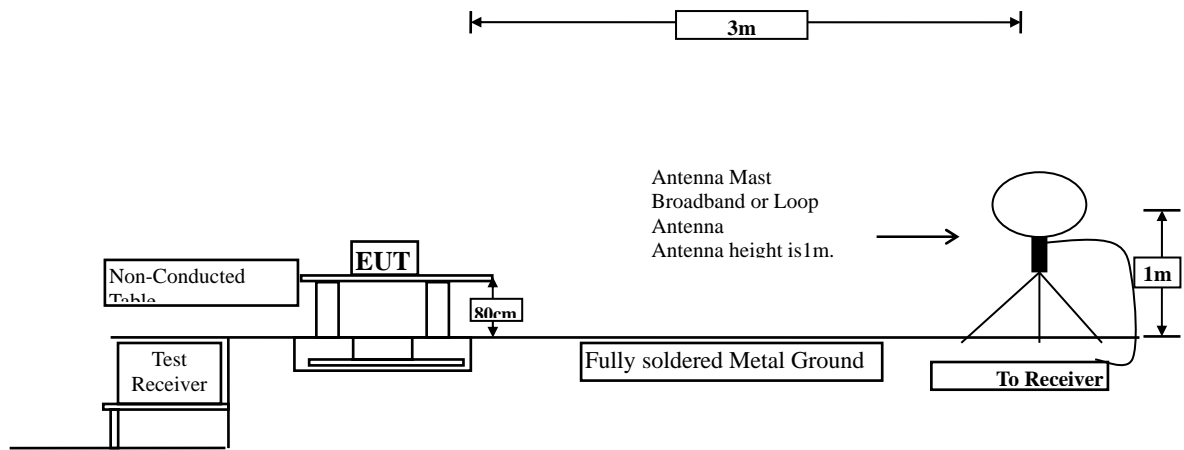 3m
Antenna Mast
Broadband or Loop
Antenna
Antenna height is1m.
EUT
Non-Conducted
Table
80cm
1m
Test
Receiver
Fully soldered Metal Ground
To Receiver